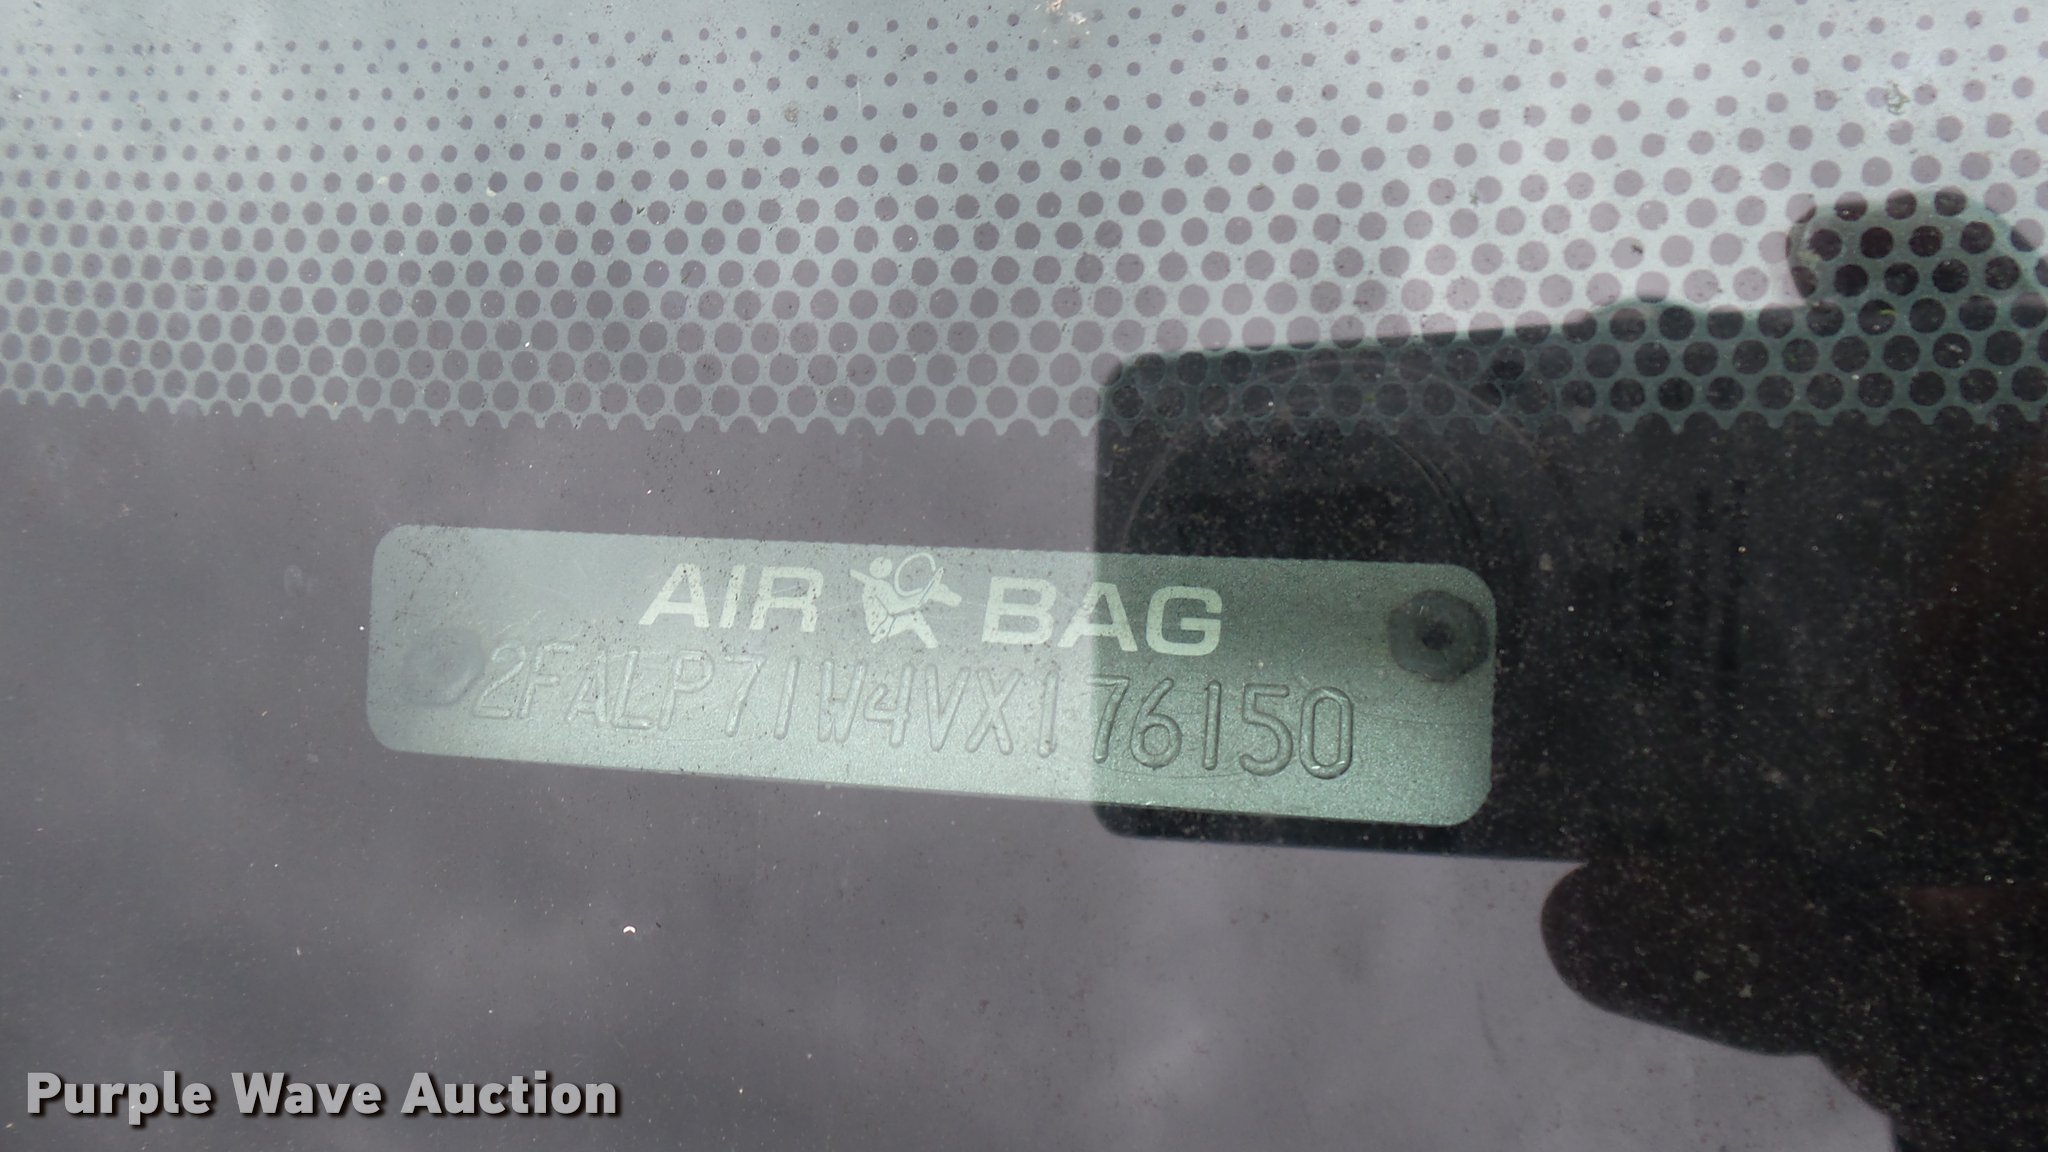 AIR BAG
2FALP71W4VX176150
Purple Wave Auction